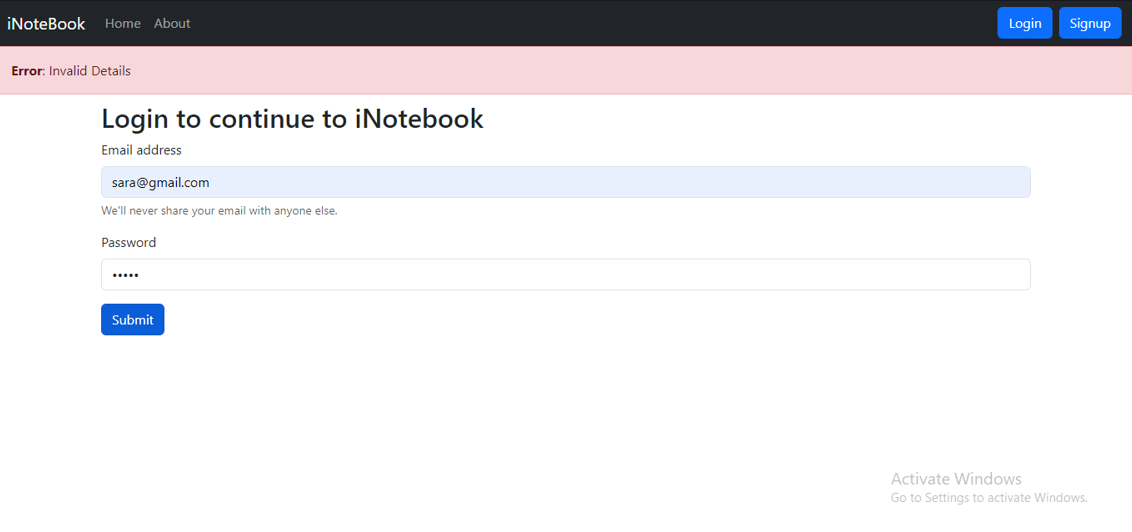 iNoteBook Home About Login Signup
Error: Invalid Details
Login to continue to iNotebook
Email address
sara@gmail.com
We'll never share your email with anyone else.
Password
•••••
Submit
Activate Windows
Go to Settings to activate Windows.